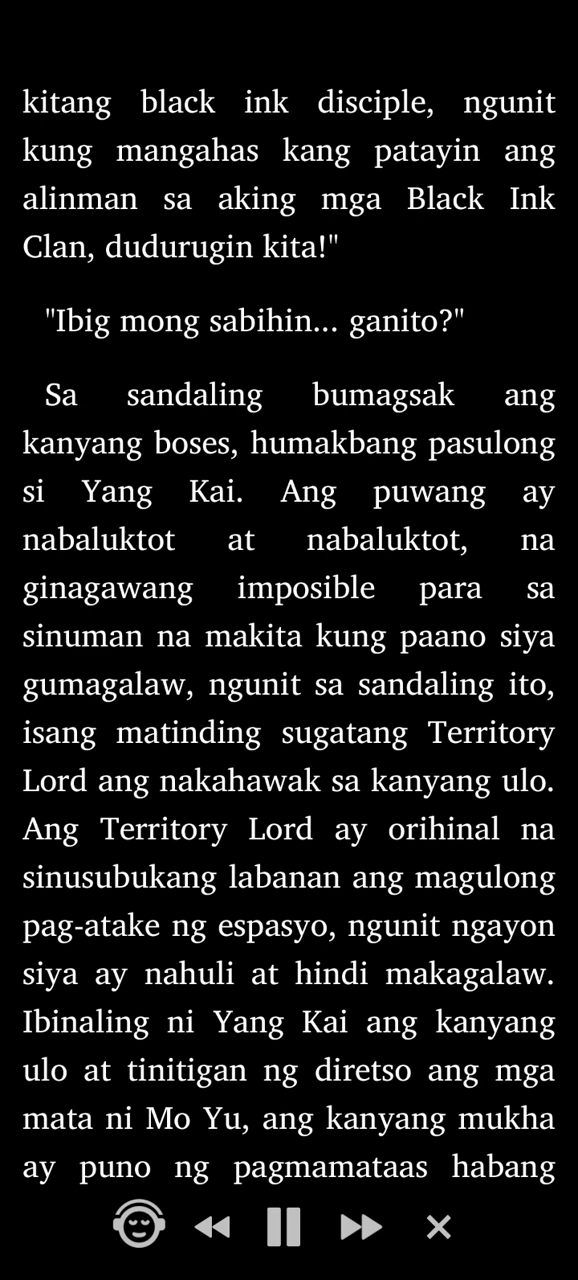 kitang black ink disciple, ngunit
kung mangahas kang patayin ang
alinman sa aking mga Black Ink
Clan, dudurugin kita!"
"Ibig mong sabihin... ganito?"
Sa sandaling bumagsak ang
kanyang boses, humakbang pasulong
si Yang Kai. Ang puwang ay
nabaluktot at nabaluktot, na
ginagawang imposible para sa
sinuman na makita kung paano siya
gumagalaw, ngunit sa sandaling ito,
isang matinding sugatang Territory
Lord ang nakahawak sa kanyang ulo.
Ang Territory Lord ay orihinal na
sinusubukang labanan ang magulong
pag-atake ng espasyo, ngunit ngayon
siya ay nahuli at hindi makagalaw.
Ibinaling ni Yang Kai ang kanyang
ulo at tinitigan ng diretso ang mga
mata ni Mo Yu, ang kanyang mukha
ay puno ng pagmamataas habang